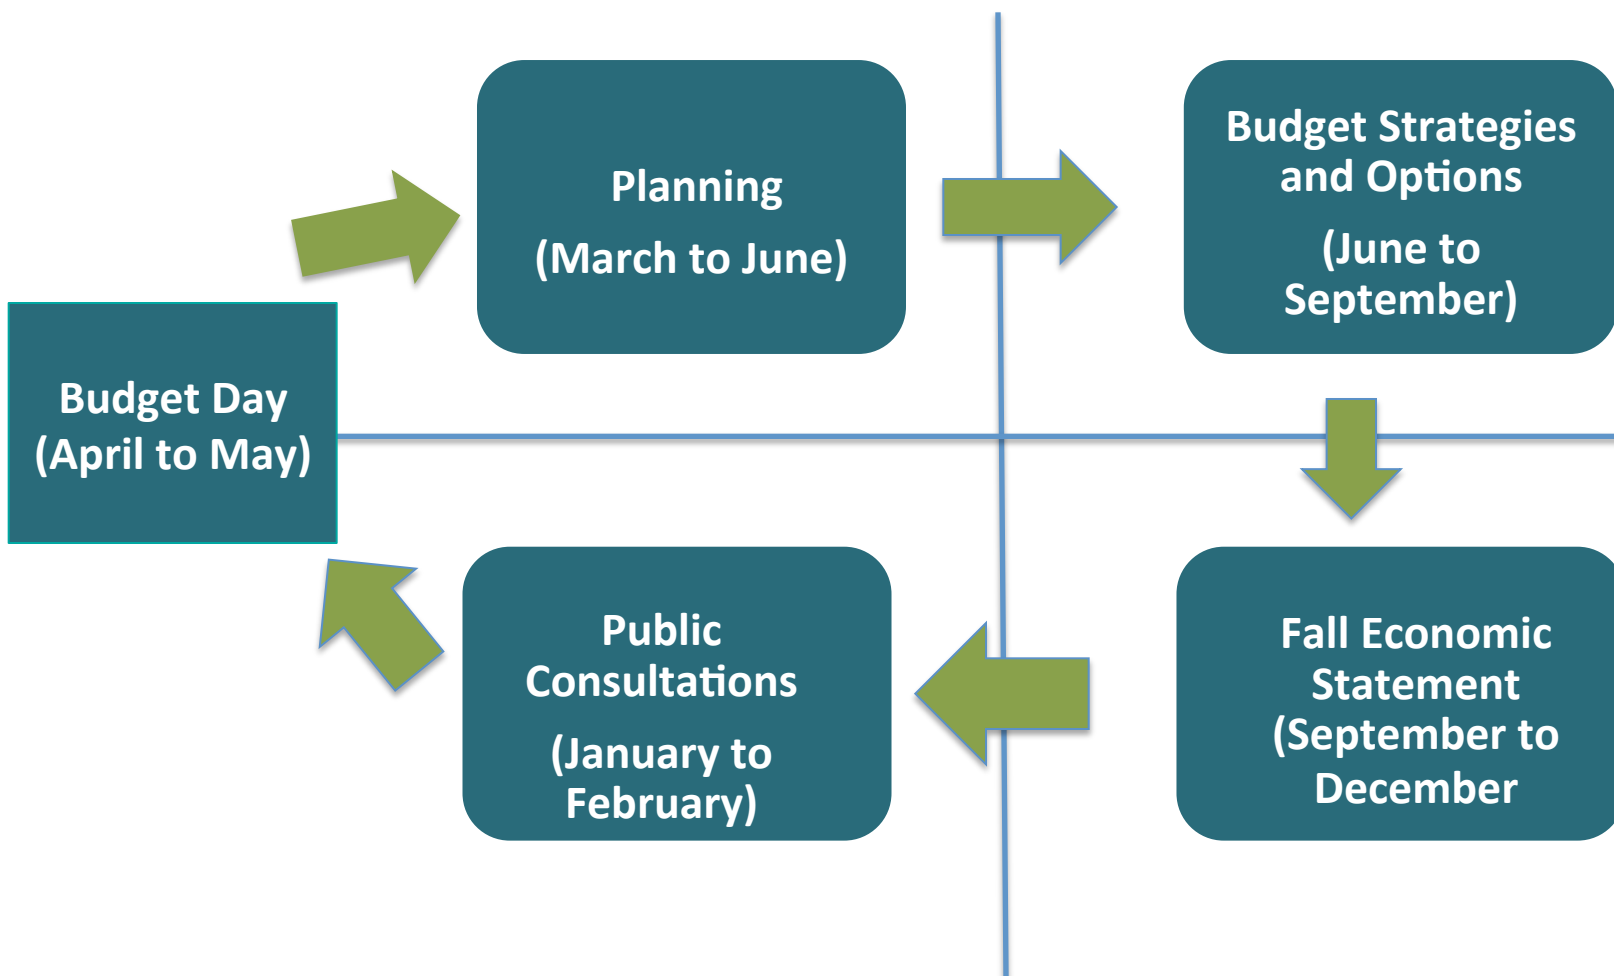 Planning
(March to June)
Budget Strategies
and Options
(June to
September)
Budget Day
(April to May)
Public
Consultations
(January to
February)
Fall Economic
Statement
(September to
December